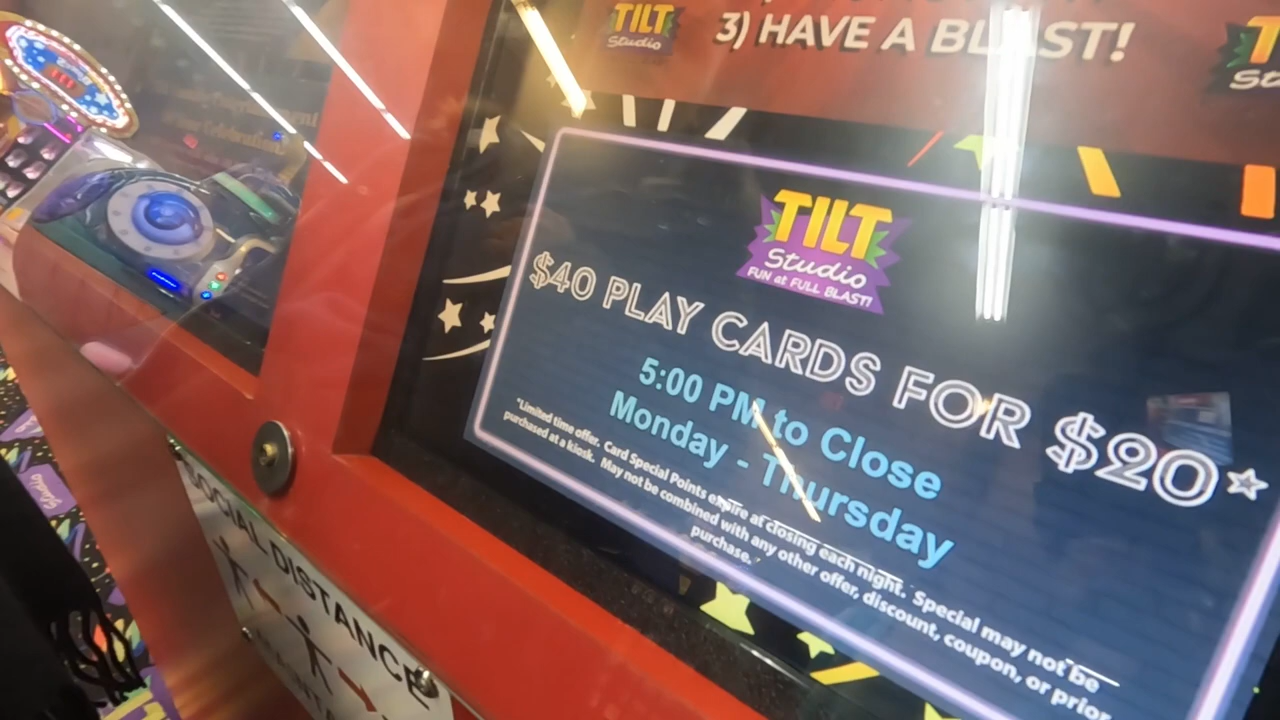 TILT
Studio
3) HAVE A BLAST!
TILT
Studio
FUN at FULL BLAST!
$40 PLAY CARDS FOR $20*
5:00 PM to Close
Monday - Thursday
*Limited time offer. Card Special Points expire at closing each night. Special may not be
purchased at a kiosk. May not be combined with any other offer, discount, coupon, or prior
purchase.
SOCIAL DISTANCE